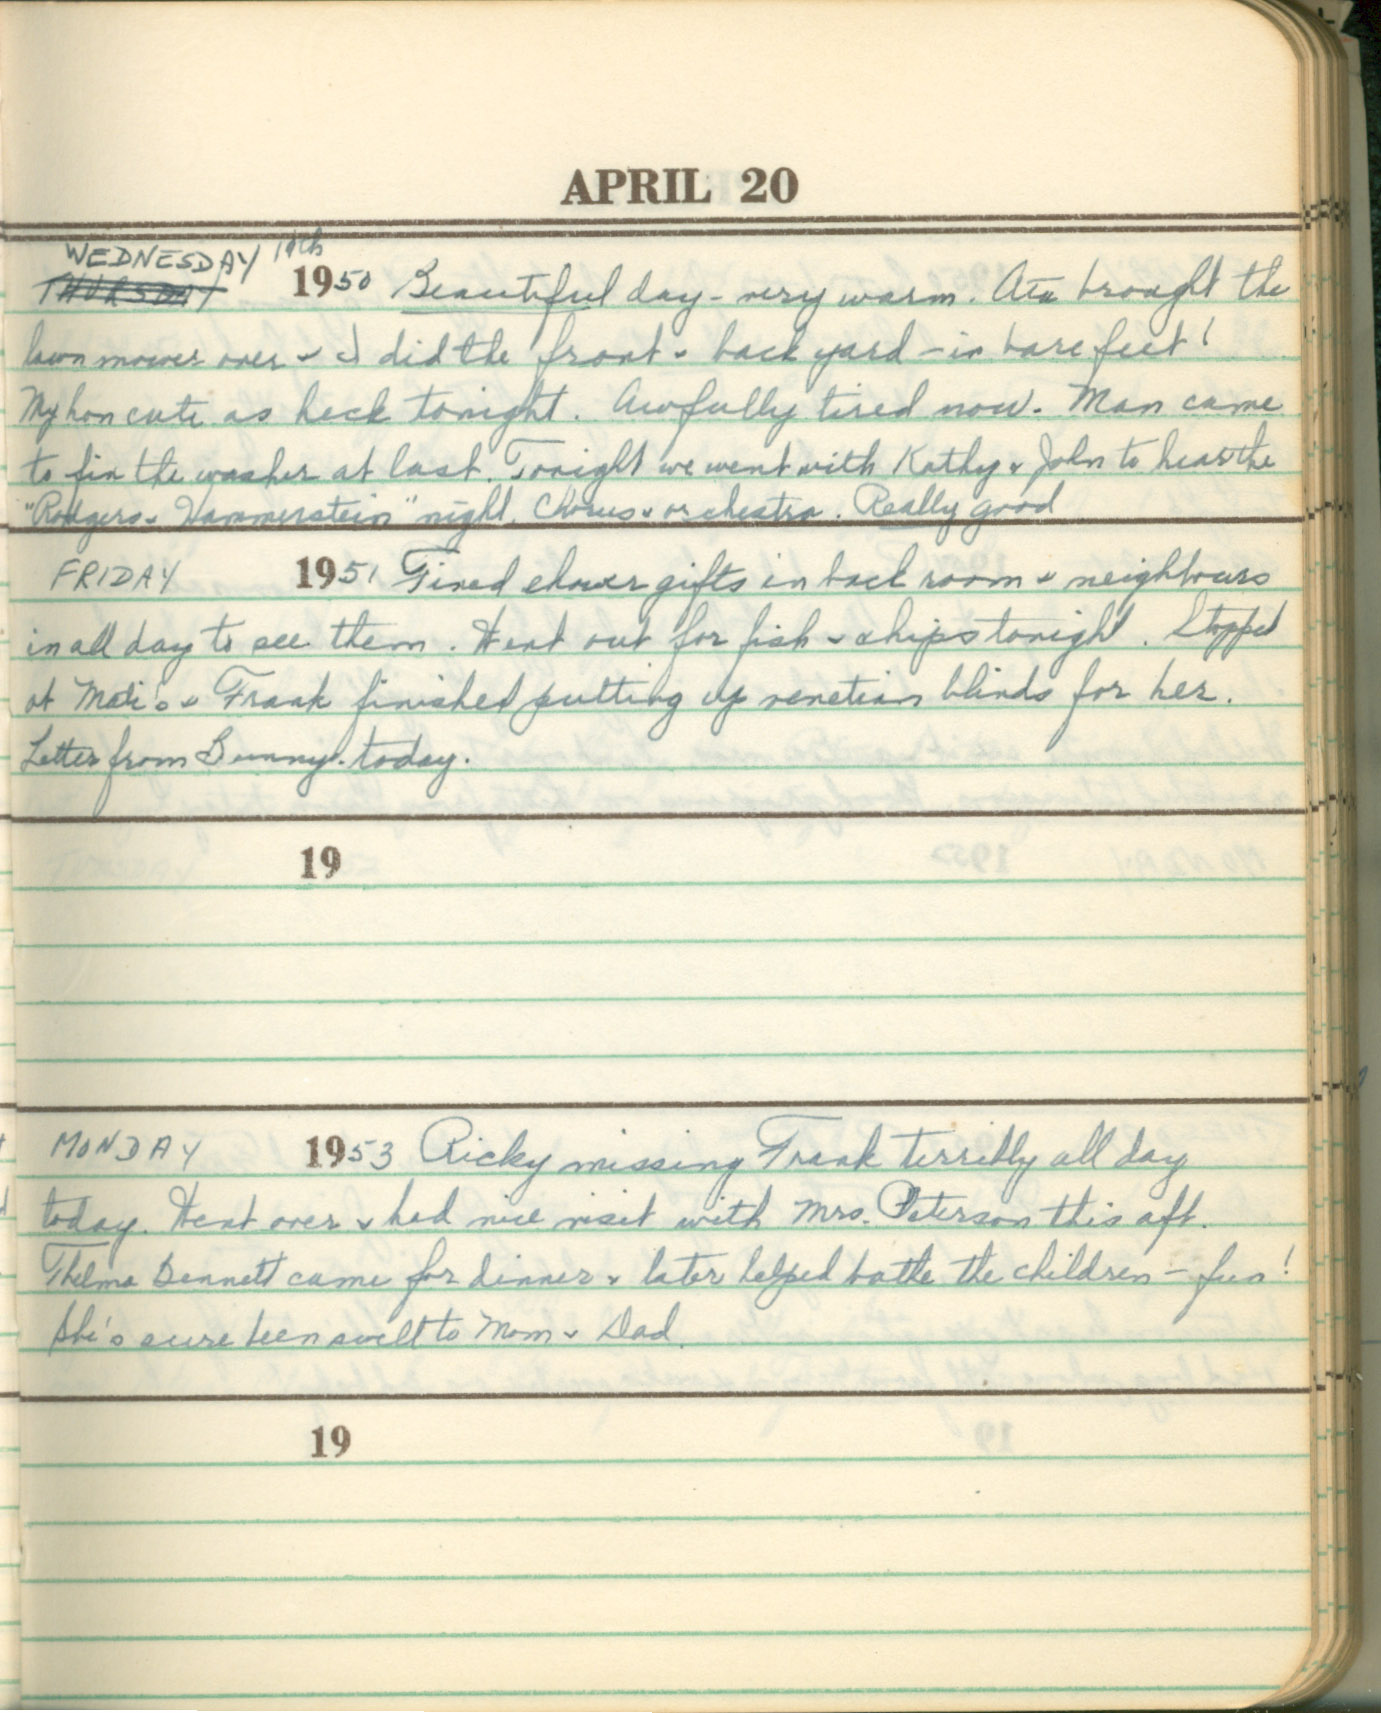 APRIL 20
WEDNESDAY 19th
THURSDAY 1950 Beautiful day - very warm. Ata brought the
lawn mower over & I did the front & back yard - in bare feet!
My hon cute as heck tonight. Awfully tired now. Man came
to fix the washer at last. Tonight we went with Kathy & John to hear the
"Rodgers & Hammerstein" night. Chorus & orchestra. Really good
FRIDAY 1951 Fixed shower gifts in back room & neighbours
in all day to see them. Went out for fish & chips tonight. Stopped
at & Frank finished putting up venetian blinds for her.
Letter from Bunny today.
19
MONDAY 1953 Ricky missing Frank terribly all day
today. Went over & had nice visit with Mrs. Peterson this aft.
Thelma Bennett came for dinner & later helped bathe the children - fun!
She's sure been swell to Mom & Dad.
19